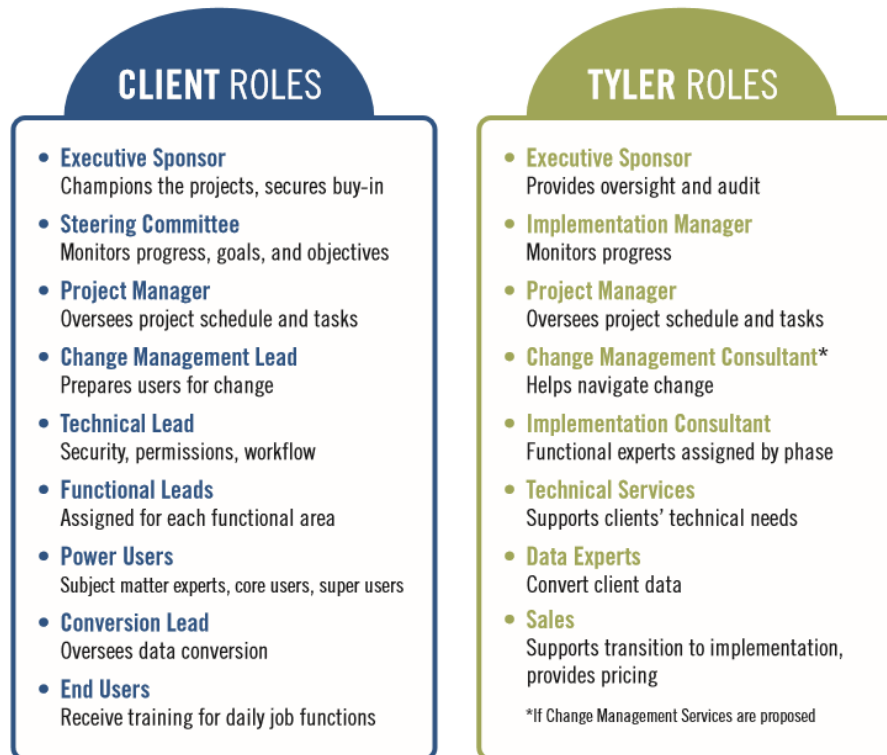 CLIENT ROLES
• Executive Sponsor
Champions the projects, secures buy-in
• Steering Committee
Monitors progress, goals, and objectives
• Project Manager
Oversees project schedule and tasks
• Change Management Lead
Prepares users for change
• Technical Lead
Security, permissions, workflow
• Functional Leads
Assigned for each functional area
• Power Users
Subject matter experts, core users, super users
• Conversion Lead
Oversees data conversion
• End Users
Receive training for daily job functions
TYLER ROLES
• Executive Sponsor
Provides oversight and audit
• Implementation Manager
Monitors progress
• Project Manager
Oversees project schedule and tasks
• Change Management Consultant*
Helps navigate change
• Implementation Consultant
Functional experts assigned by phase
• Technical Services
Supports clients’ technical needs
• Data Experts
Convert client data
• Sales
Supports transition to implementation,
provides pricing
*If Change Management Services are proposed